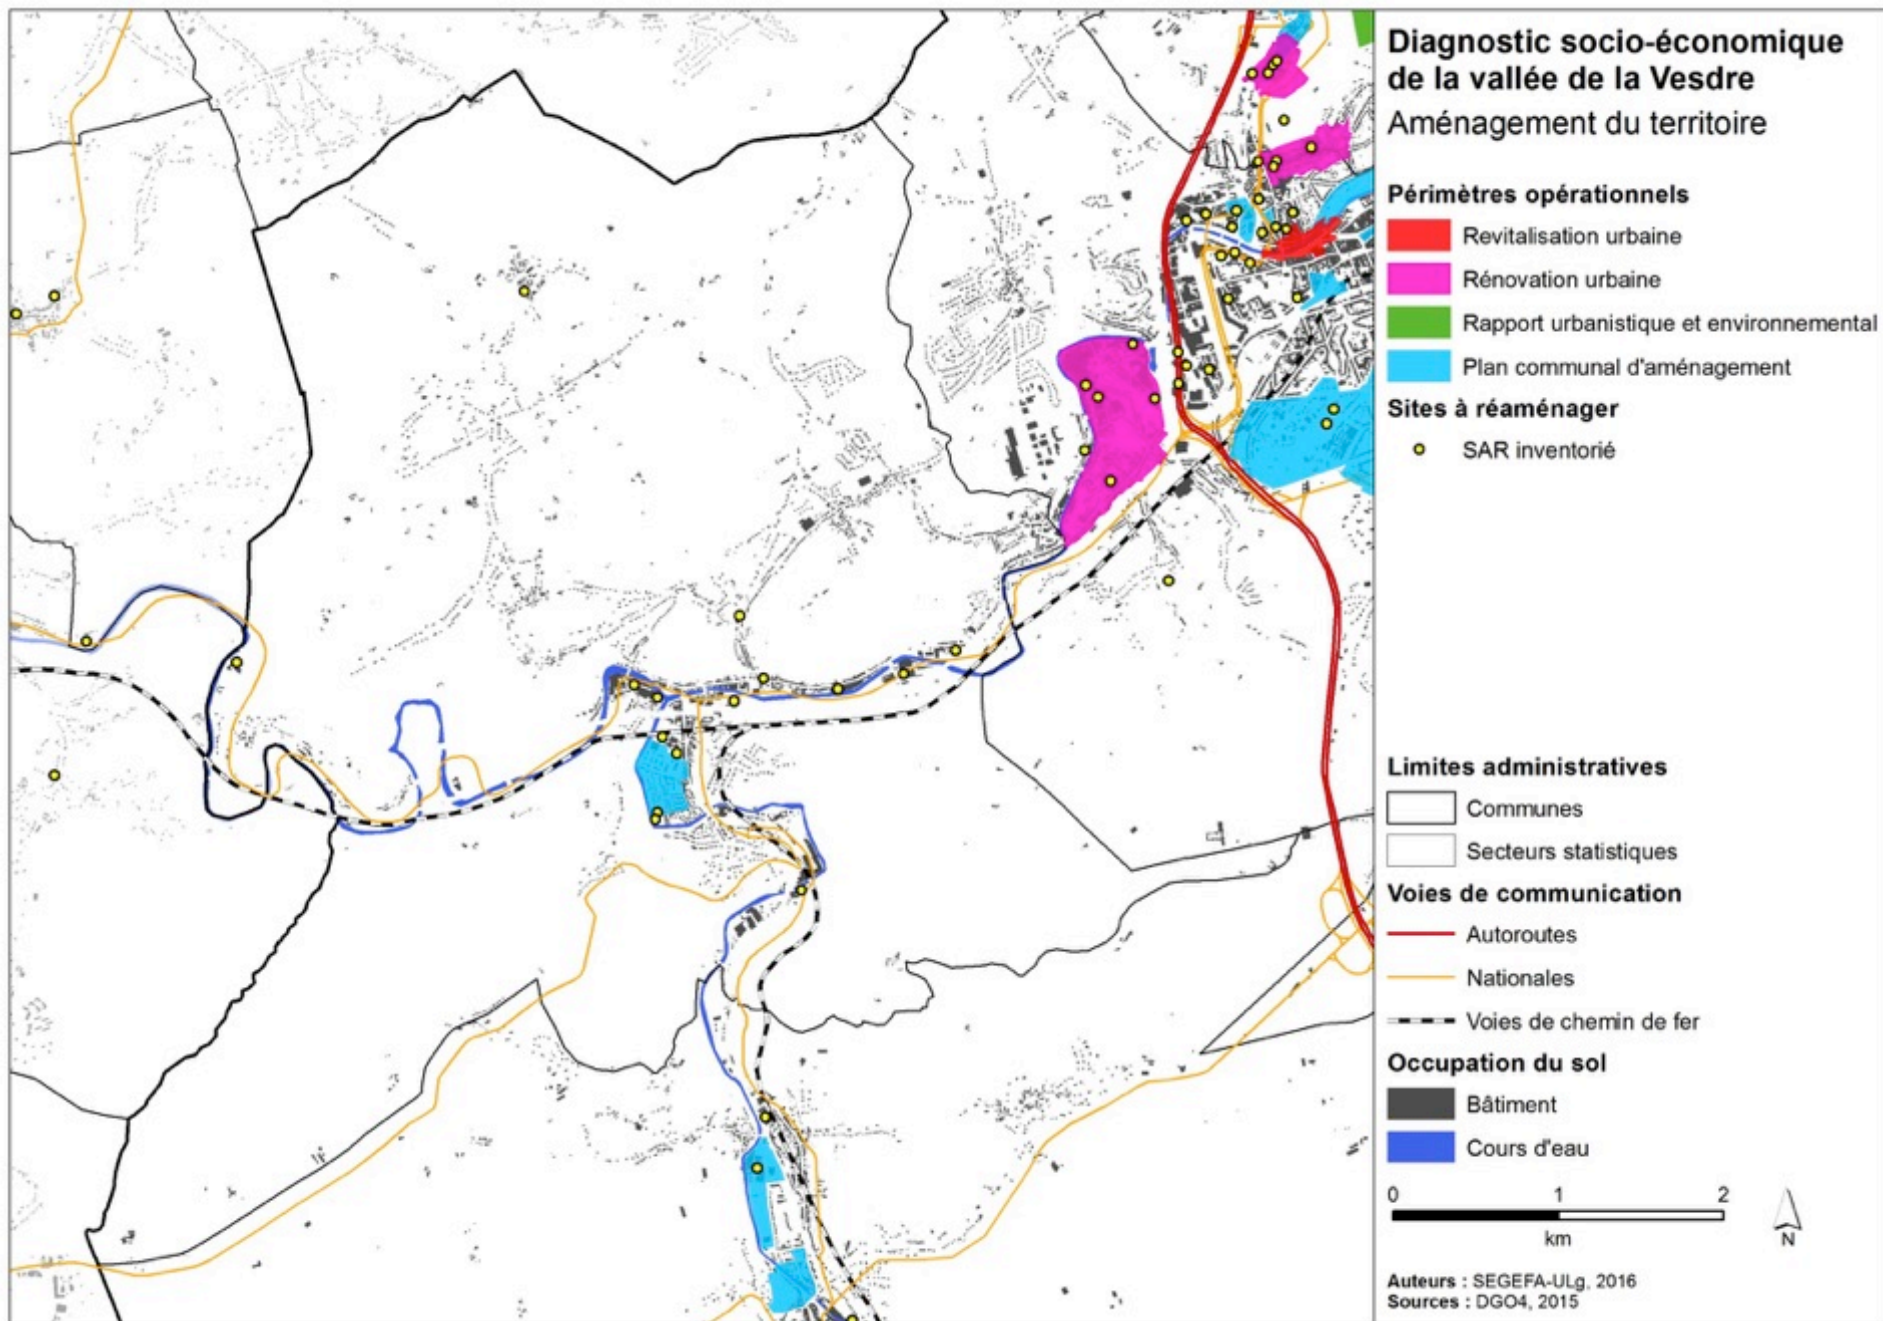 Diagnostic socio-économique
de la vallée de la Vesdre
Aménagement du territoire
Périmètres opérationnels
Revitalisation urbaine
Rénovation urbaine
Rapport urbanistique et environnemental
Plan communal d'aménagement
Sites à réaménager
SAR inventorié
Limites administratives
Communes
Secteurs statistiques
Voies de communication
Autoroutes
Nationales
Voies de chemin de fer
Occupation du sol
Bâtiment
Cours d'eau
0 1 2
km
N
Auteurs : SEGEFA-ULg, 2016
Sources : DGO4, 2015